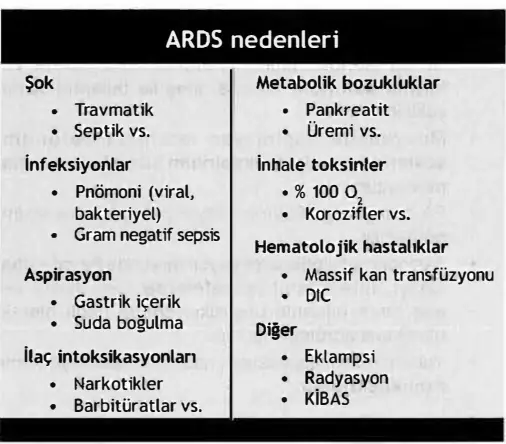 ARDS nedenleri
Şok
• Travmatik
• Septik vs.
İnfeksiyonlar
• Pnömoni (viral,
bakteriyel)
• Gram negatif sepsis
Aspirasyon
• Gastrik içerik
• Suda boğulma
İlaç intoksikasyonları
• Narkotikler
• Barbitüratlar vs.
Metabolik bozukluklar
• Pankreatit
• Üremi vs.
İnhale toksinler
• % 100 O2
• Korozifler vs.
Hematolojik hastalıklar
• Massif kan transfüzyonu
• DIC
Diğer
• Eklampsi
• Radyasyon
• KİBAS